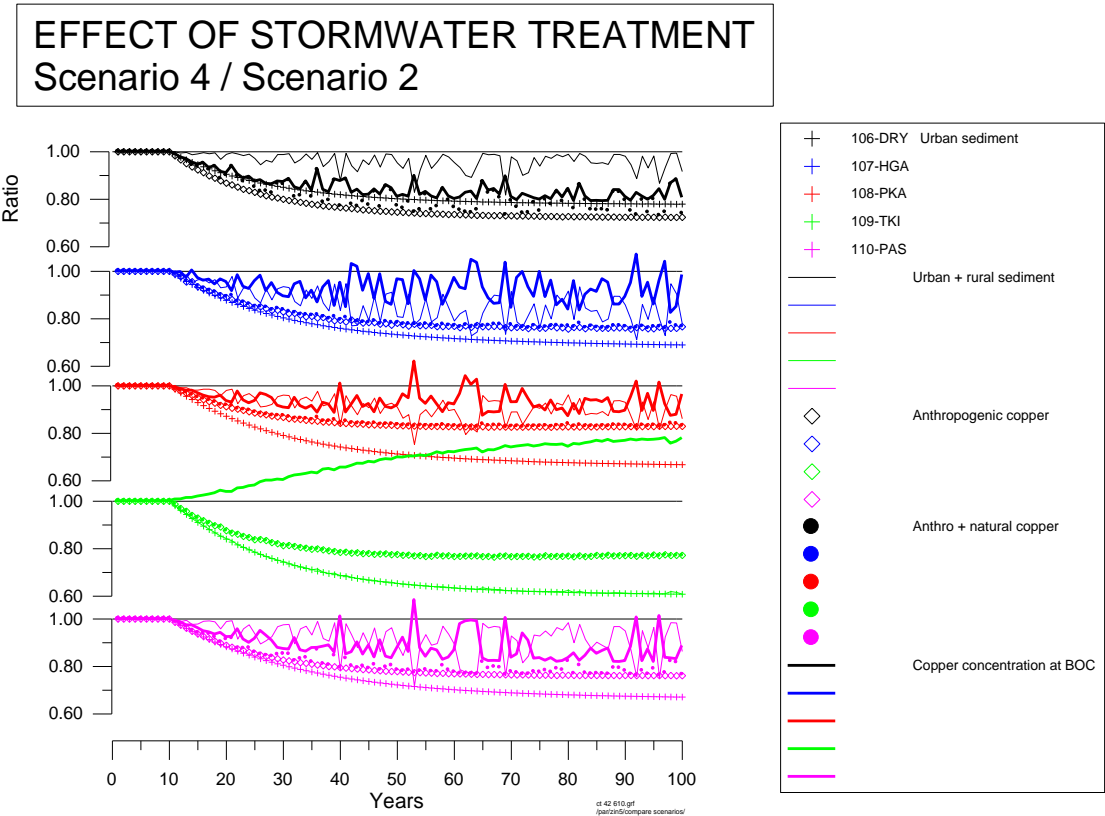 EFFECT OF STORMWATER TREATMENT
Scenario 4 / Scenario 2
Ratio
1.00
0.80
0.60
1.00
0.80
0.60
1.00
0.80
0.60
1.00
0.80
0.60
1.00
0.80
0.60
0 10 20 30 40 50 60 70 80 90 100
Years
ct 42 610.grf
/par/zin5/compare scenarios/
106-DRY Urban sediment
107-HGA
108-PKA
109-TKI
110-PAS
Urban + rural sediment
Anthropogenic copper
Anthro + natural copper
Copper concentration at BOC